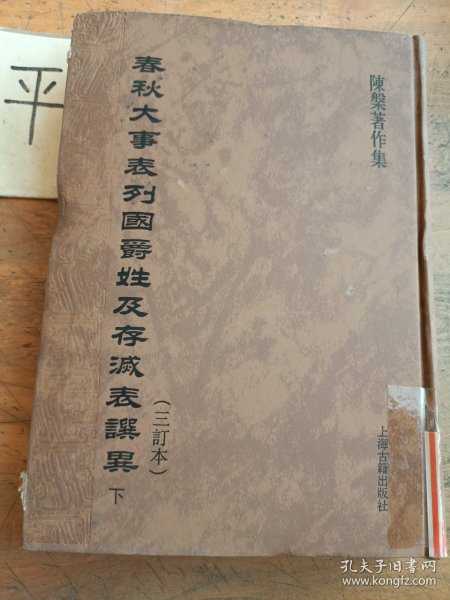 平
陳槃著作集
春秋大事表列國爵姓及存滅表譔異
(三訂本)
下
上海古籍出版社
孔夫子旧书网
www.kongfz.com